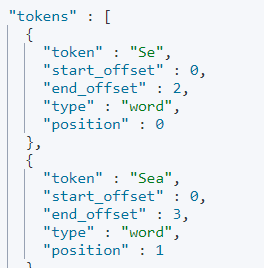 "tokens" : [
{
"token" : "Se",
"start_offset" : 0,
"end_offset" : 2,
"type" : "word",
"position" : 0
},
{
"token" : "Sea",
"start_offset" : 0,
"end_offset" : 3,
"type" : "word",
"position" : 1
}